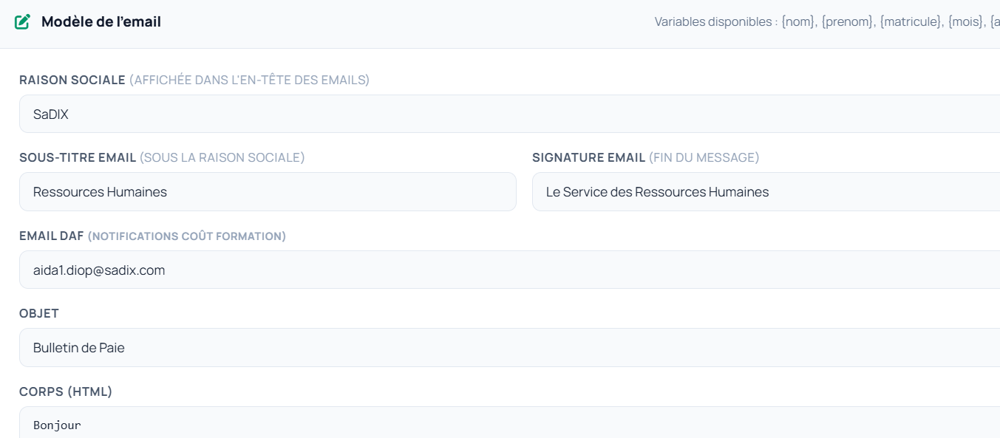 Modèle de l'email
Variables disponibles : {nom}, {prenom}, {matricule}, {mois},
RAISON SOCIALE (AFFICHÉE DANS L'EN-TÊTE DES EMAILS)
SaDIX
SOUS-TITRE EMAIL (SOUS LA RAISON SOCIALE)
SIGNATURE EMAIL (FIN DU MESSAGE)
Ressources Humaines
Le Service des Ressources Humaines
EMAIL DAF (NOTIFICATIONS COÛT FORMATION)
aida1.diop@sadix.com
OBJET
Bulletin de Paie
CORPS (HTML)
Bonjour